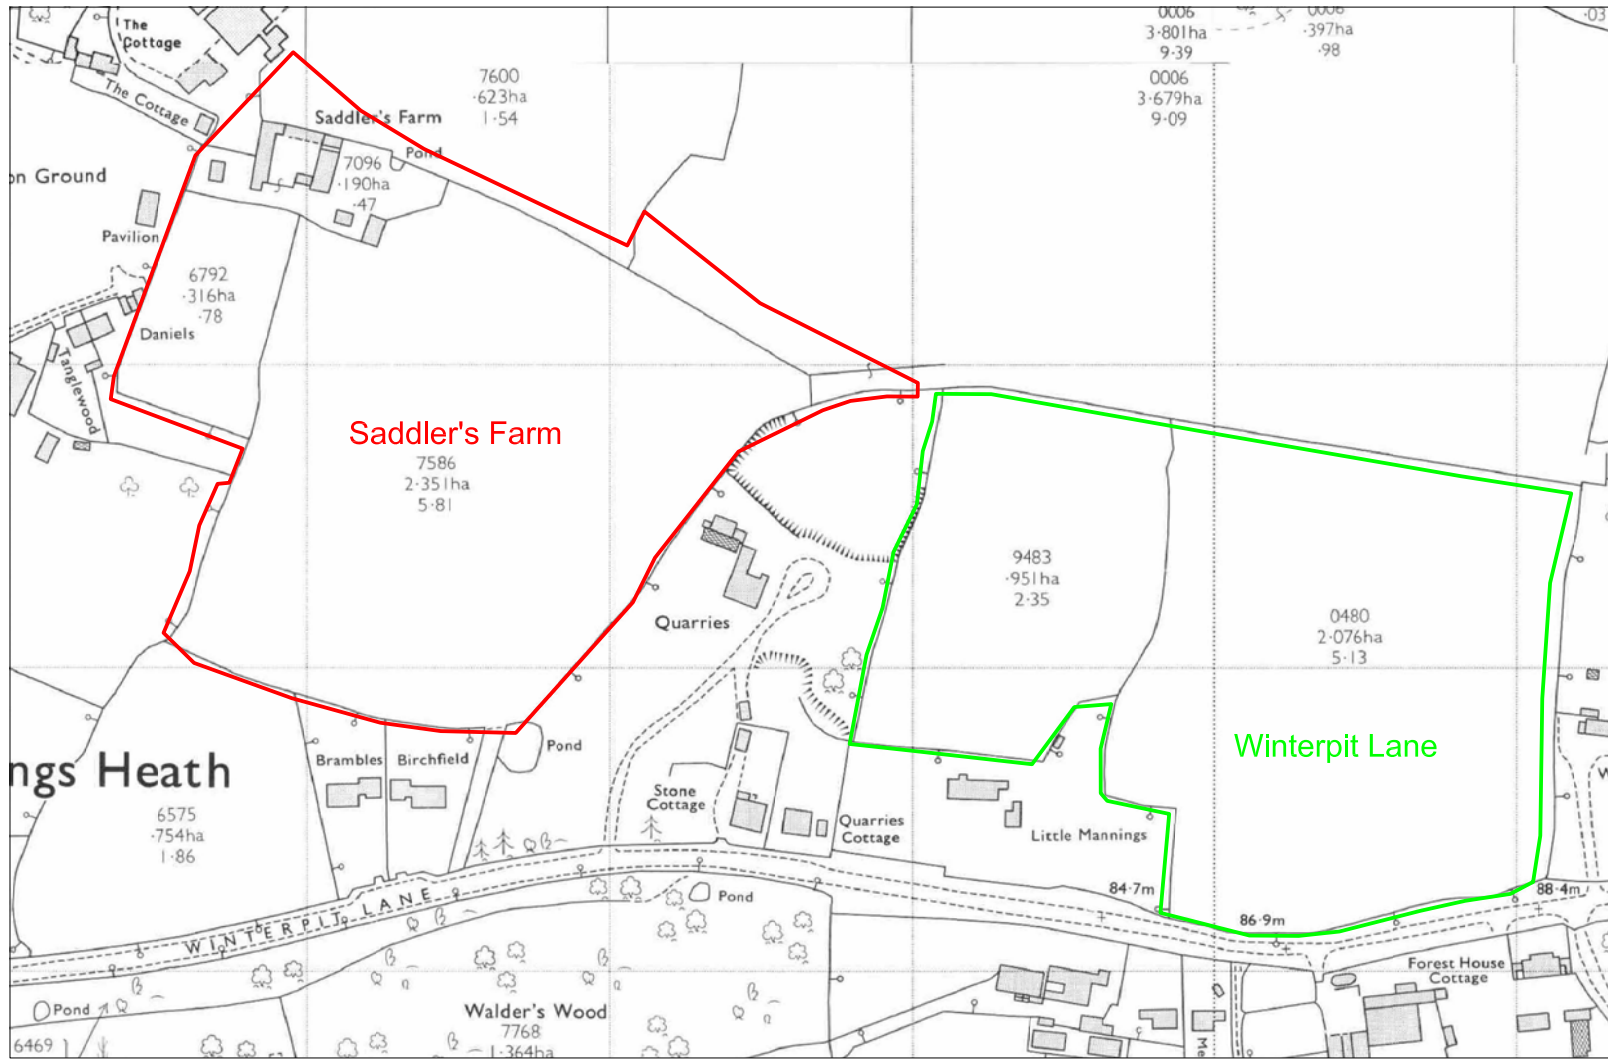 The
Cottage
The Cottage
Saddler's Farm
7600
·623ha
1·54
0006
3·801ha
9·39
0006
·397ha
·98
·03
0006
3·679ha
9·09
on Ground
7096
·190ha
·47
Pond
Pavilion
6792
·316ha
·78
Daniels
Tanglewood
Saddler's Farm
7586
2·351ha
5·81
9483
·951ha
2·35
Quarries
0480
2·076ha
5·13
Winterpit Lane
ngs Heath
Brambles
Birchfield
Pond
6575
·754ha
1·86
Stone
Cottage
Quarries
Cottage
Little Mannings
84·7m
86·9m
88·4m
W
WINTERPIT LANE
Pond
Forest House
Cottage
Pond
Walder's Wood
7768
1·364ha
6469
Me